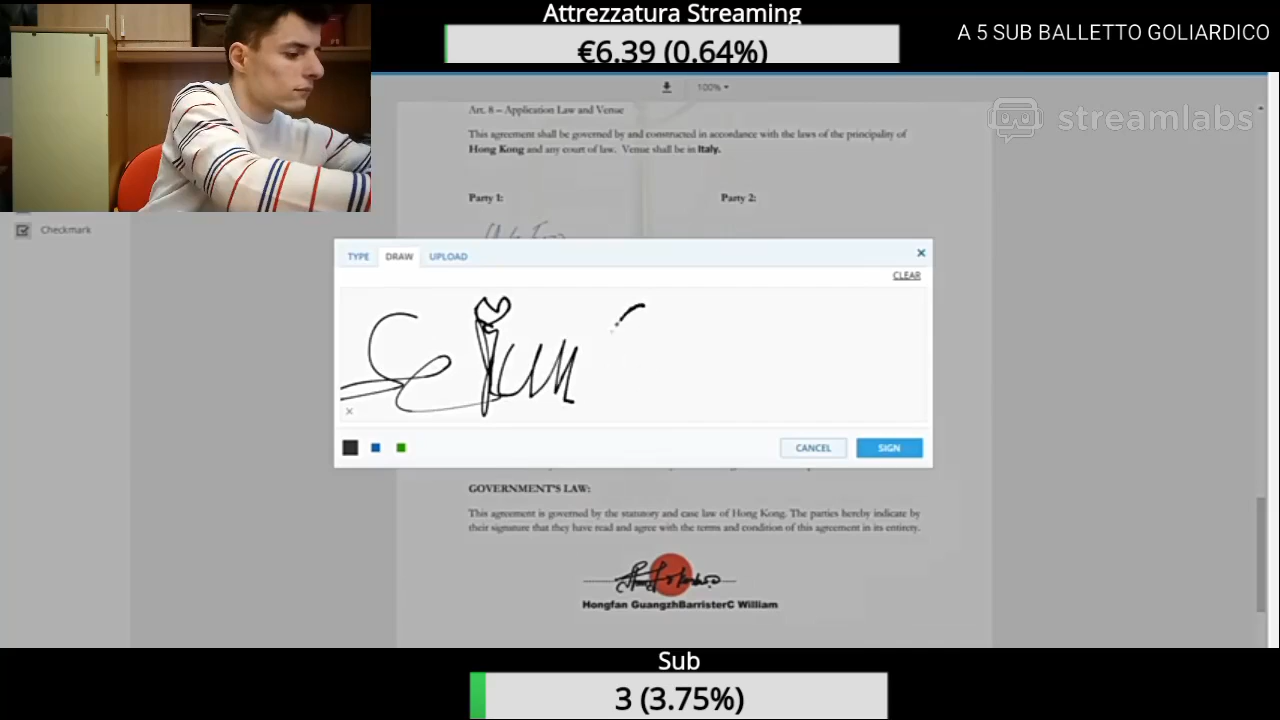 Attrezzatura Streaming
€6.39 (0.64%)
A 5 SUB BALLETTO GOLIARDICO
100%
streamlabs
Art. 8 – Application Law and Venue
This agreement shall be governed by and constructed in accordance with the laws of the principality of
Hong Kong and any court of law. Venue shall be in Italy.
Party 1:
Party 2:
Checkmark
TYPE
DRAW
UPLOAD
CLEAR
CANCEL
SIGN
GOVERNMENT'S LAW:
This agreement is governed by the statutory and case law of Hong Kong. The parties hereby indicate by
their signature that they have read and agree with the terms and condition of this agreement in its entirety.
Hongfan GuangzhBarristerC William
Sub
3 (3.75%)